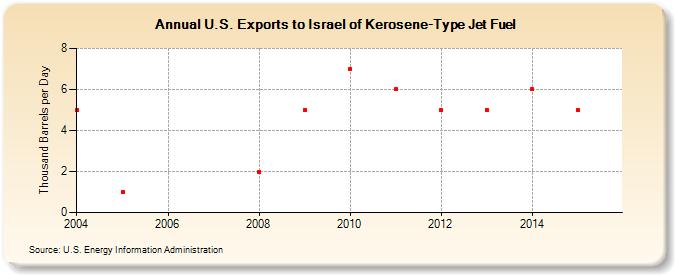 Annual U.S. Exports to Israel of Kerosene-Type Jet Fuel
Thousand Barrels per Day
8
6
4
2
0
2004 2006 2008 2010 2012 2014
Source: U.S. Energy Information Administration